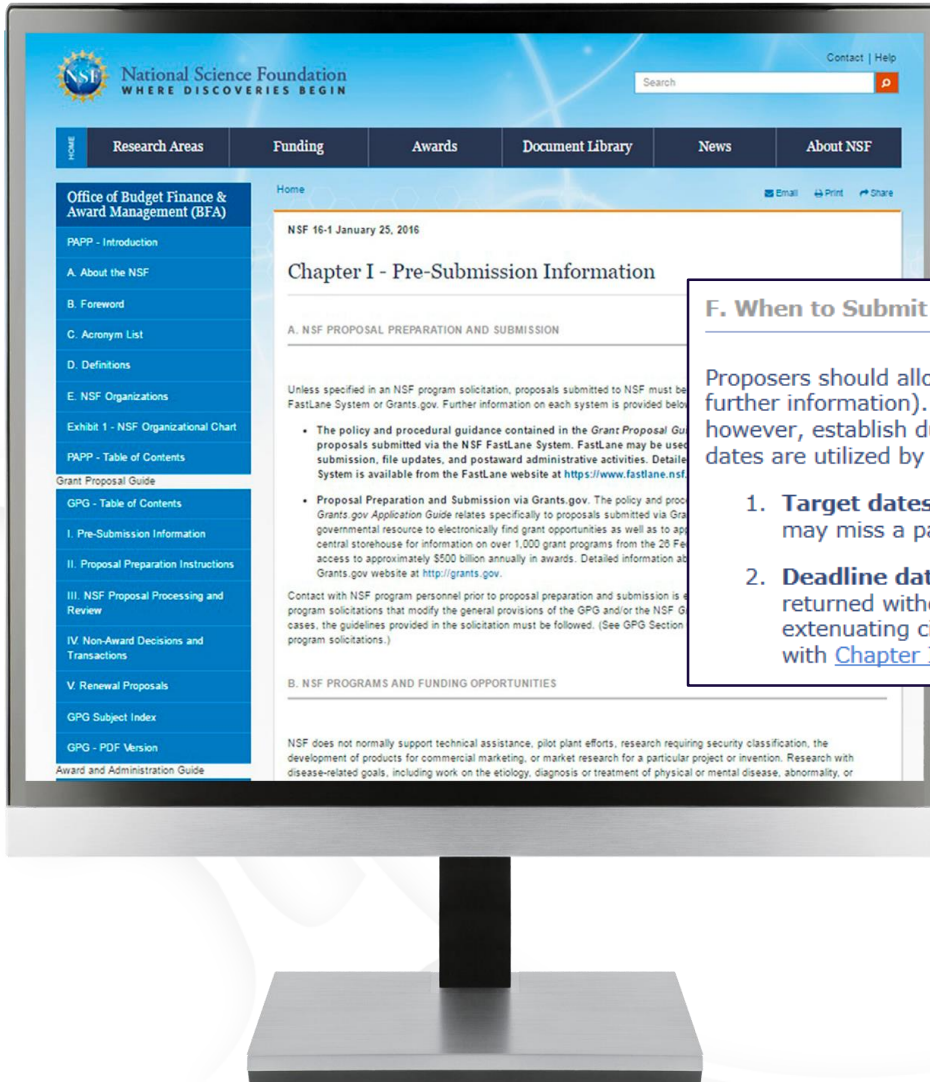 Contact | Help
NSF
National Science Foundation
WHERE DISCOVERIES BEGIN
Search
HOME
Research Areas
Funding
Awards
Document Library
News
About NSF
Office of Budget Finance &
Award Management (BFA)
PAPP - Introduction
A. About the NSF
B. Foreword
C. Acronym List
D. Definitions
E. NSF Organizations
Exhibit 1 - NSF Organizational Chart
PAPP - Table of Contents
Grant Proposal Guide
GPG - Table of Contents
I. Pre-Submission Information
II. Proposal Preparation Instructions
III. NSF Proposal Processing and
Review
IV. Non-Award Decisions and
Transactions
V. Renewal Proposals
GPG Subject Index
GPG - PDF Version
Award and Administration Guide
Home
Email Print Share
NSF 16-1 January 25, 2016
Chapter I - Pre-Submission Information
A. NSF PROPOSAL PREPARATION AND SUBMISSION
Unless specified in an NSF program solicitation, proposals submitted to NSF must be
FastLane System or Grants.gov. Further information on each system is provided
• The policy and procedural guidance contained in the Grant Proposal
proposals submitted via the NSF FastLane System. FastLane may be used
submission, file updates, and postaward administrative activities.
System is available from the FastLane website at https://www.fastlane.nsf.
• Proposal Preparation and Submission via Grants.gov. The policy and
Grants.gov Application Guide relates specifically to proposals submitted via
governmental resource to electronically find grant opportunities as well as to
central storehouse for information on over 1,000 grant programs from the 26
access to approximately $500 billion annually in awards. Detailed information
Grants.gov website at http://grants.gov.
Contact with NSF program personnel prior to proposal preparation and submission is
program solicitations that modify the general provisions of the GPG and/or the NSF
cases, the guidelines provided in the solicitation must be followed. (See GPG Section
program solicitations.)
B. NSF PROGRAMS AND FUNDING OPPORTUNITIES
NSF does not normally support technical assistance, pilot plant efforts, research requiring security classification, the
development of products for commercial marketing, or market research for a particular project or invention. Research with
disease-related goals, including work on the etiology, diagnosis or treatment of physical or mental disease, abnormality, or
F. When to Submit
Proposers should allo
further information).
however, establish d
dates are utilized by
1. Target dates
may miss a pa
2. Deadline dat
returned with
extenuating ci
with Chapter